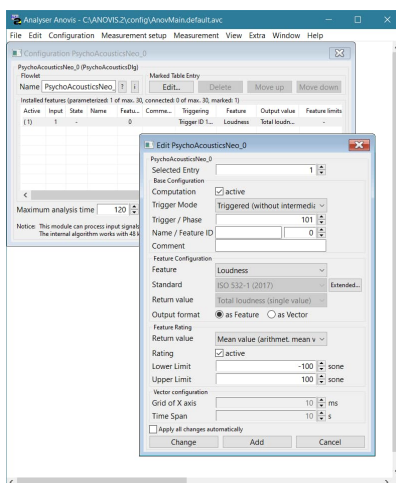 Analyser Anovis - C:\ANOVIS.2\config\AnovMain.default.avc
File Edit Configuration Measurement setup Measurement View Extra Window Help
Configuration PsychoAcousticsNeo_0
PsychoAcousticsNeo_0 (PsychoAcousticsDlg)
Flowlet
Marked Table Entry
Name PsychoAcousticsNeo_ ? i Edit... Delete Move up Move down
Installed features (parameterized: 1 of max. 30, connected: 0 of max. 30, marked: 1)
Active Input State Name Featu... Comme... Triggering Feature Output value Feature limits
(1) 1 - 0 Trigger ID 1... Loudness Total loudn... -
Maximum analysis time 120
Notice: This module can process input signals
The internal algorithm works with 48 k
Edit PsychoAcousticsNeo_0
PsychoAcousticsNeo_0
Selected Entry 1
Base Configuration
Computation active
Trigger Mode Triggered (without intermedia
Trigger / Phase 101
Name / Feature ID 0
Comment
Feature Configuration
Feature Loudness
Standard ISO 532-1 (2017) Extended...
Return value Total loudness (single value)
Output format as Feature as Vector
Feature Rating
Return value Mean value (arithmet. mean v
Rating active
Lower Limit -100 sone
Upper Limit 100 sone
Vector configuration
Grid of X axis 10 ms
Time Span 10 s
Apply all changes automatically
Change Add Cancel